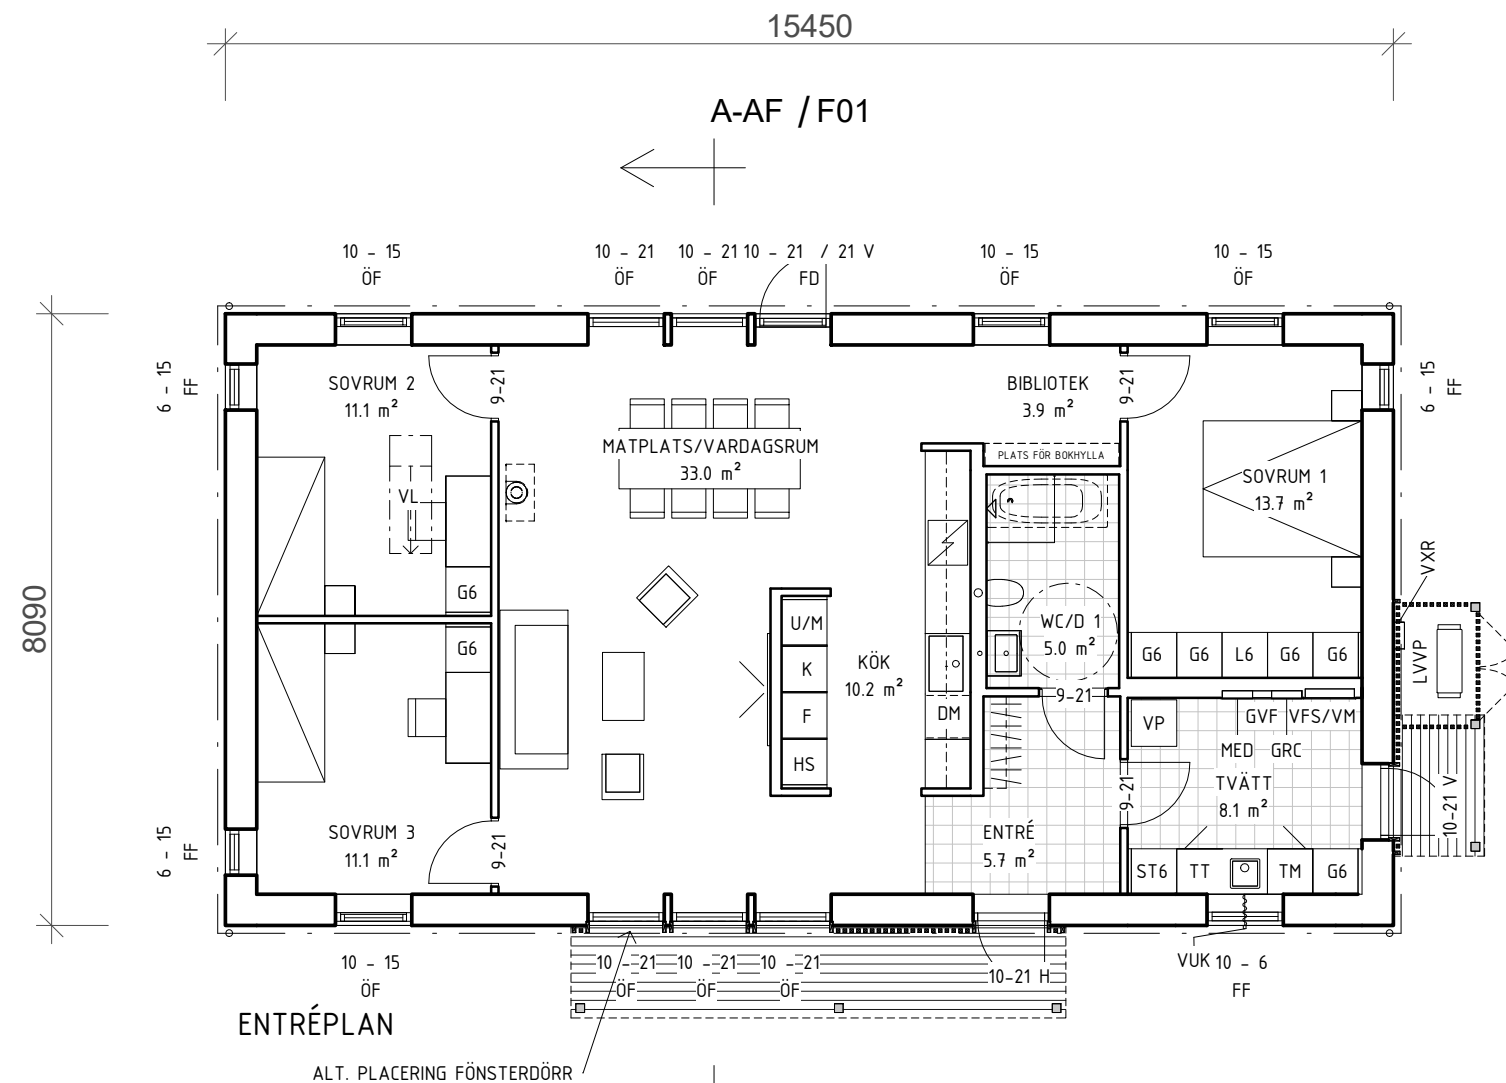 15450
A-AF / F01
10 - 15
ÖF
10 - 21
ÖF
10 - 21
ÖF
10 - 21 / 21 V
FD
10 - 15
ÖF
10 - 15
ÖF
8090
6 - 15
FF
6 - 15
FF
SOVRUM 2
11.1 m²
9-21
MATPLATS/VARDAGSRUM
33.0 m²
BIBLIOTEK
3.9 m²
9-21
PLATS FÖR BOKHYLLA
SOVRUM 1
13.7 m²
VL
G6
G6
U/M
K
F
HS
KÖK
10.2 m²
DM
WC/D 1
5.0 m²
9-21
G6
G6
L6
G6
G6
VXR
LVVP
VP
GVF
VFS/VM
MED GRC
TVÄTT
8.1 m²
9-21
10-21 V
ENTRÉ
5.7 m²
ST6
TT
TM
G6
SOVRUM 3
11.1 m²
9-21
6 - 15
FF
10 - 15
ÖF
10 - 21
ÖF
10 - 21
ÖF
10 - 21
ÖF
10-21 H
VUK
10 - 6
FF
ENTRÉPLAN
ALT. PLACERING FÖNSTERDÖRR